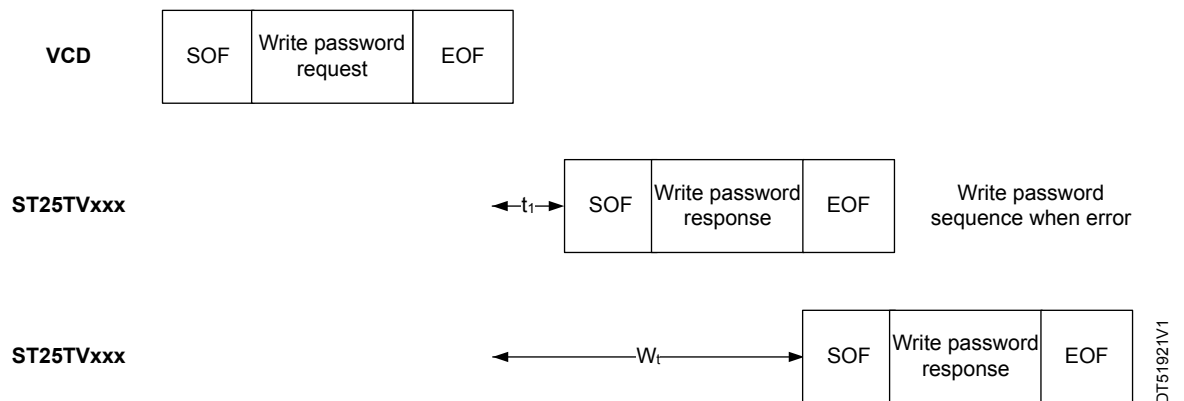 VCD
SOF
Write password
request
EOF
ST25TVxxx
t1
SOF
Write password
response
EOF
Write password
sequence when error
ST25TVxxx
Wt
SOF
Write password
response
EOF
DT51921V1